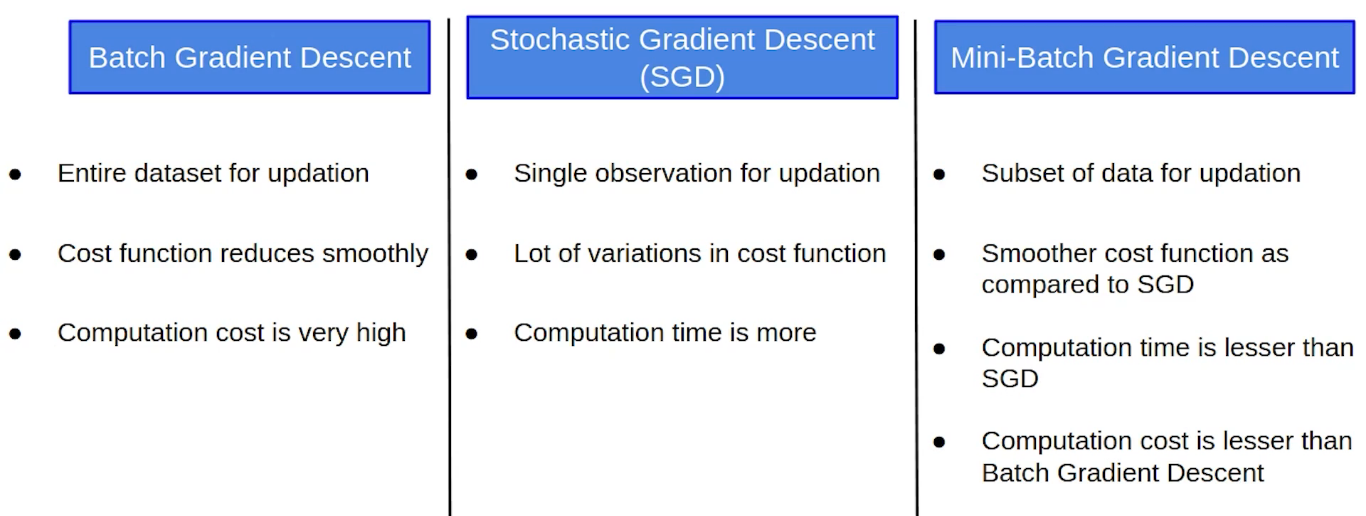 Batch Gradient Descent
● Entire dataset for updation
● Cost function reduces smoothly
● Computation cost is very high
Stochastic Gradient Descent
(SGD)
● Single observation for updation
● Lot of variations in cost function
● Computation time is more
Mini-Batch Gradient Descent
● Subset of data for updation
● Smoother cost function as
compared to SGD
● Computation time is lesser than
SGD
● Computation cost is lesser than
Batch Gradient Descent